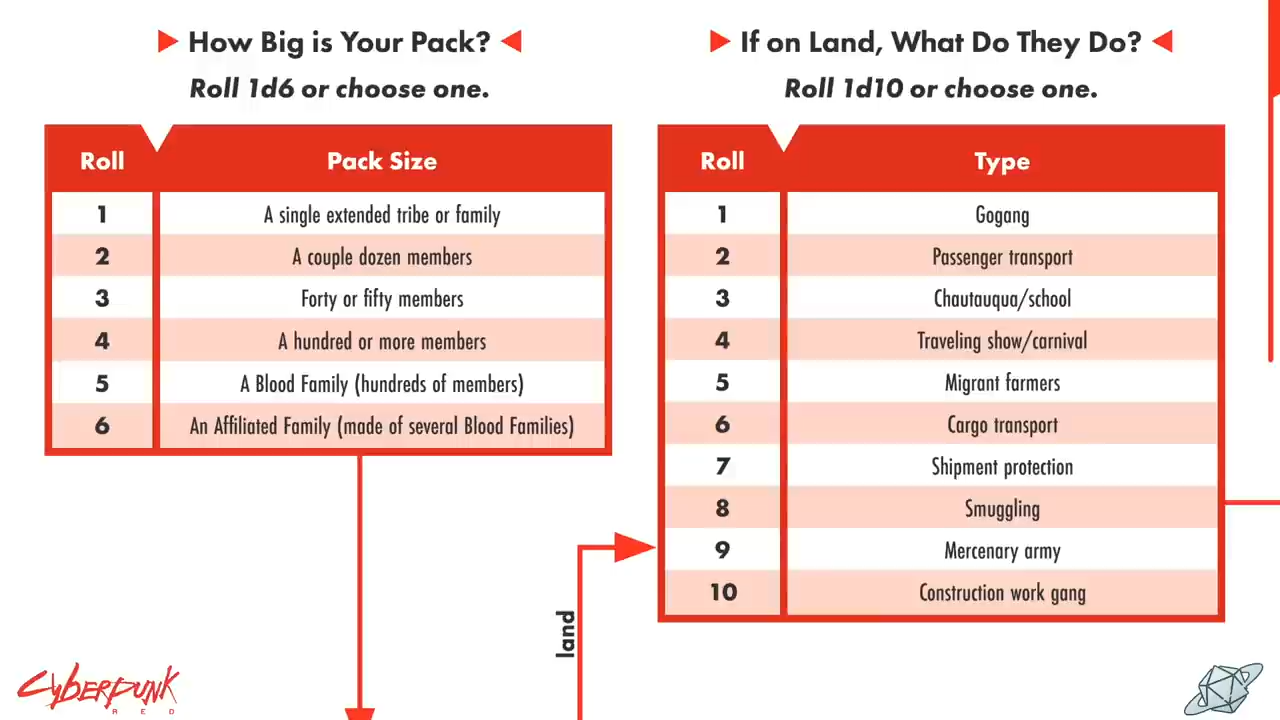 How Big is Your Pack?
Roll 1d6 or choose one.
Roll Pack Size
1 A single extended tribe or family
2 A couple dozen members
3 Forty or fifty members
4 A hundred or more members
5 A Blood Family (hundreds of members)
6 An Affiliated Family (made of several Blood Families)
If on Land, What Do They Do?
Roll 1d10 or choose one.
Roll Type
1 Gogang
2 Passenger transport
3 Chautauqua/school
4 Traveling show/carnival
5 Migrant farmers
6 Cargo transport
7 Shipment protection
8 Smuggling
9 Mercenary army
10 Construction work gang
land
Cyberpunk
RED